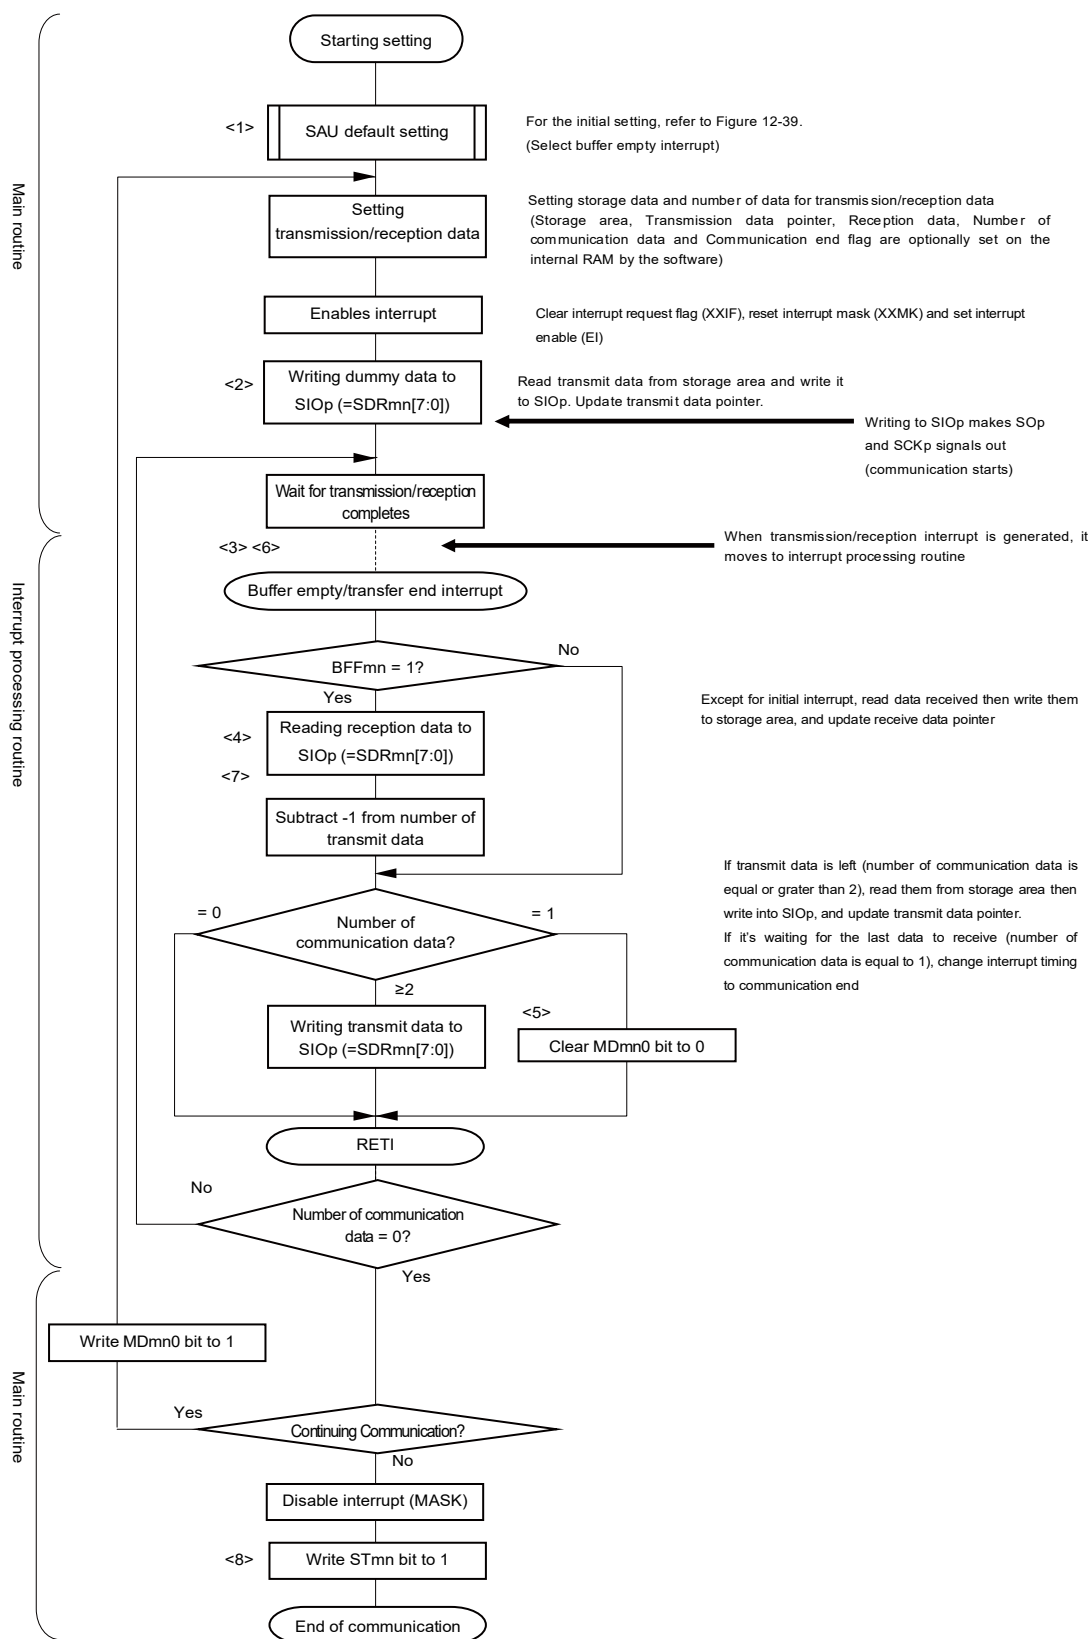 Starting setting
<1>
SAU default setting
For the initial setting, refer to Figure 12-39.
(Select buffer empty interrupt)
Main routine
Setting
transmission/reception data
Setting storage data and number of data for transmission/reception data
(Storage area, Transmission data pointer, Reception data, Number of
communication data and Communication end flag are optionally set on the
internal RAM by the software)
Enables interrupt
Clear interrupt request flag (XXIF), reset interrupt mask (XXMK) and set interrupt
enable (EI)
<2>
Writing dummy data to
SIOp (=SDRmn[7:0])
Read transmit data from storage area and write it
to SIOp. Update transmit data pointer.
Writing to SIOp makes SOp
and SCKp signals out
(communication starts)
Wait for transmission/reception
completes
<3> <6>
When transmission/reception interrupt is generated, it
moves to interrupt processing routine
Interrupt processing routine
Buffer empty/transfer end interrupt
BFFmn = 1?
No
Yes
Except for initial interrupt, read data received then write them
to storage area, and update receive data pointer
<4>
Reading reception data to
SIOp (=SDRmn[7:0])
<7>
Subtract -1 from number of
transmit data
If transmit data is left (number of communication data is
equal or grater than 2), read them from storage area then
write into SIOp, and update transmit data pointer.
If it's waiting for the last data to receive (number of
communication data is equal to 1), change interrupt timing
to communication end
= 0
Number of
communication data?
= 1
≥2
Writing transmit data to
SIOp (=SDRmn[7:0])
<5>
Clear MDmn0 bit to 0
RETI
No
Number of communication
data = 0?
Yes
Main routine
Write MDmn0 bit to 1
Yes
Continuing Communication?
No
Disable interrupt (MASK)
<8>
Write STmn bit to 1
End of communication